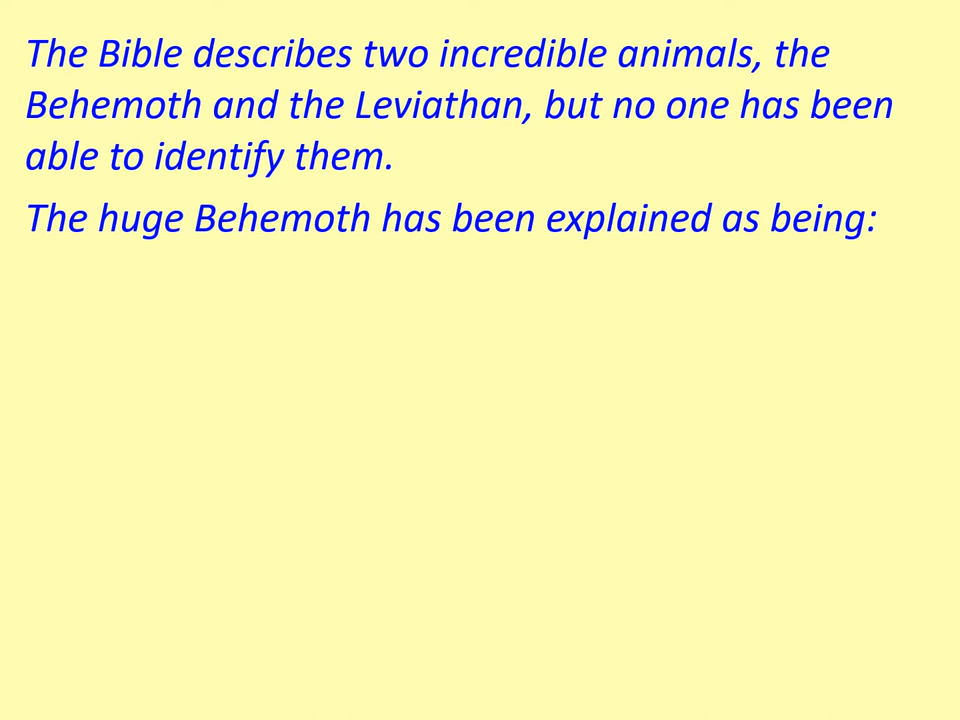 The Bible describes two incredible animals, the
Behemoth and the Leviathan, but no one has been
able to identify them.
The huge Behemoth has been explained as being: